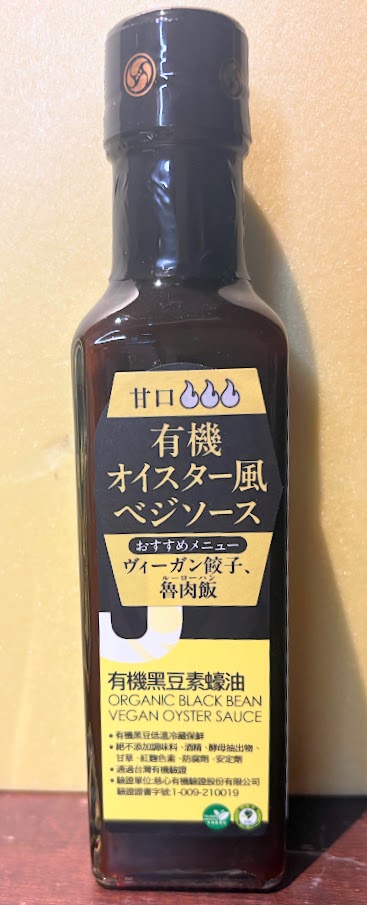 甘口
有機
オイスター風
ベジソース
おすすめメニュー
ヴィーガン餃子、
ルーローハン
魯肉飯
有機黑豆素蠔油
ORGANIC BLACK BEAN
VEGAN OYSTER SAUCE
•有機黑豆低溫冷藏保鮮
•絕不添加調味料、酒精、酵母抽出物、
甘草、紅麴色素、防腐劑、安定劑
•通過台灣有機驗證
•驗證單位:慈心有機驗證股份有限公司
驗證證書字號:1-009-210019